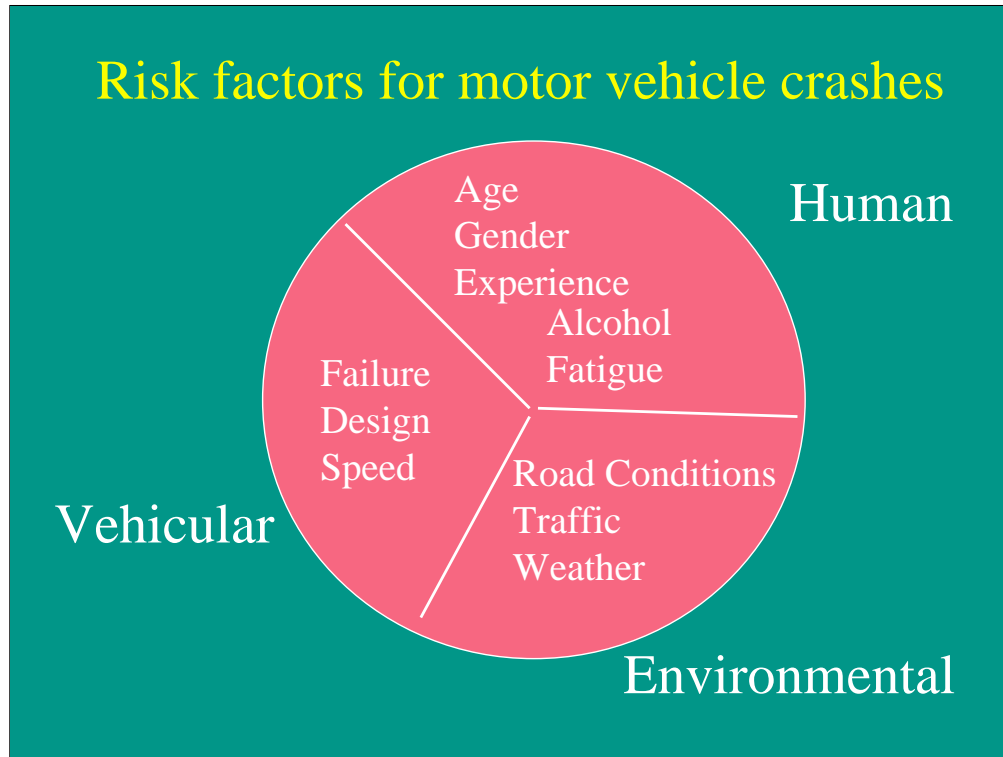 Risk factors for motor vehicle crashes
Human
Age
Gender
Experience
Alcohol
Fatigue
Vehicular
Failure
Design
Speed
Environmental
Road Conditions
Traffic
Weather